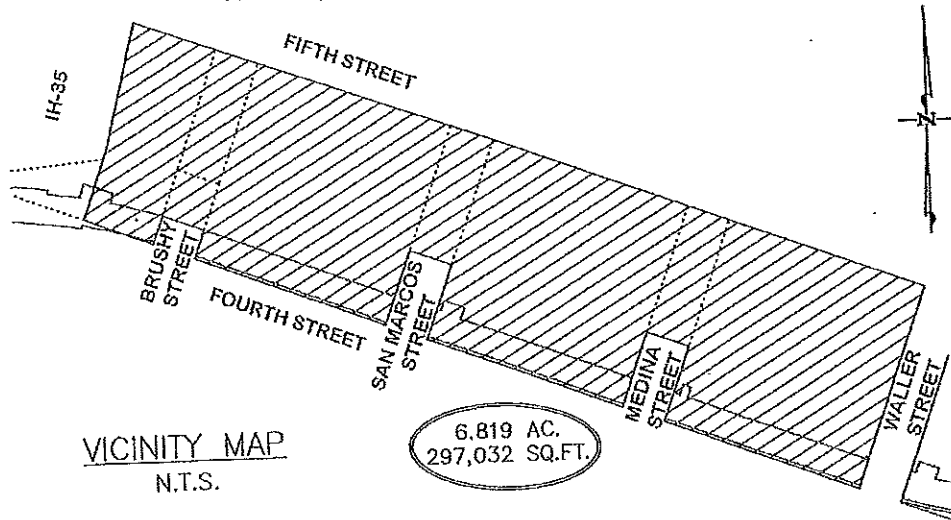 FIFTH STREET
IH-35
N
BRUSHY
STREET
FOURTH STREET
SAN MARCOS
STREET
MEDINA
STREET
WALLER
STREET
VICINITY MAP
N.T.S.
6.819 AC.
297,032 SQ.FT.